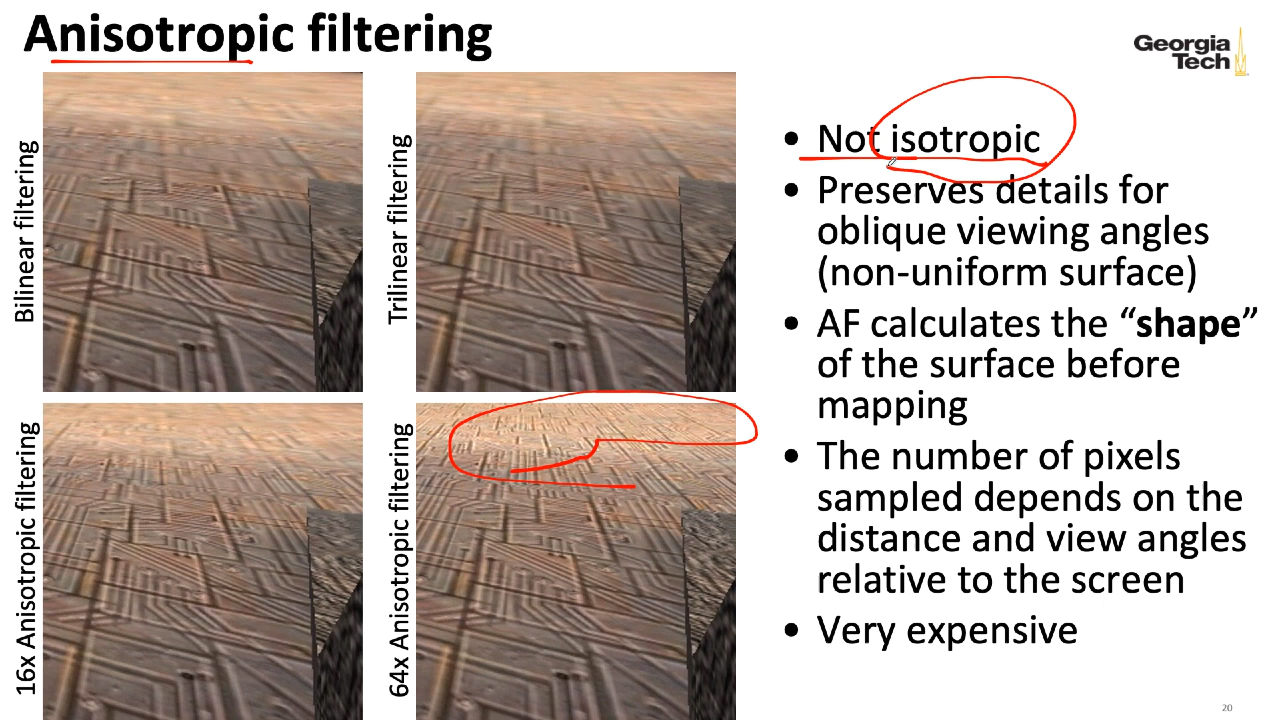 Anisotropic filtering
Georgia
Tech
Bilinear filtering
Trilinear filtering
16x Anisotropic filtering
64x Anisotropic filtering
• Not isotropic
• Preserves details for
oblique viewing angles
(non-uniform surface)
• AF calculates the “shape”
of the surface before
mapping
• The number of pixels
sampled depends on the
distance and view angles
relative to the screen
• Very expensive
20